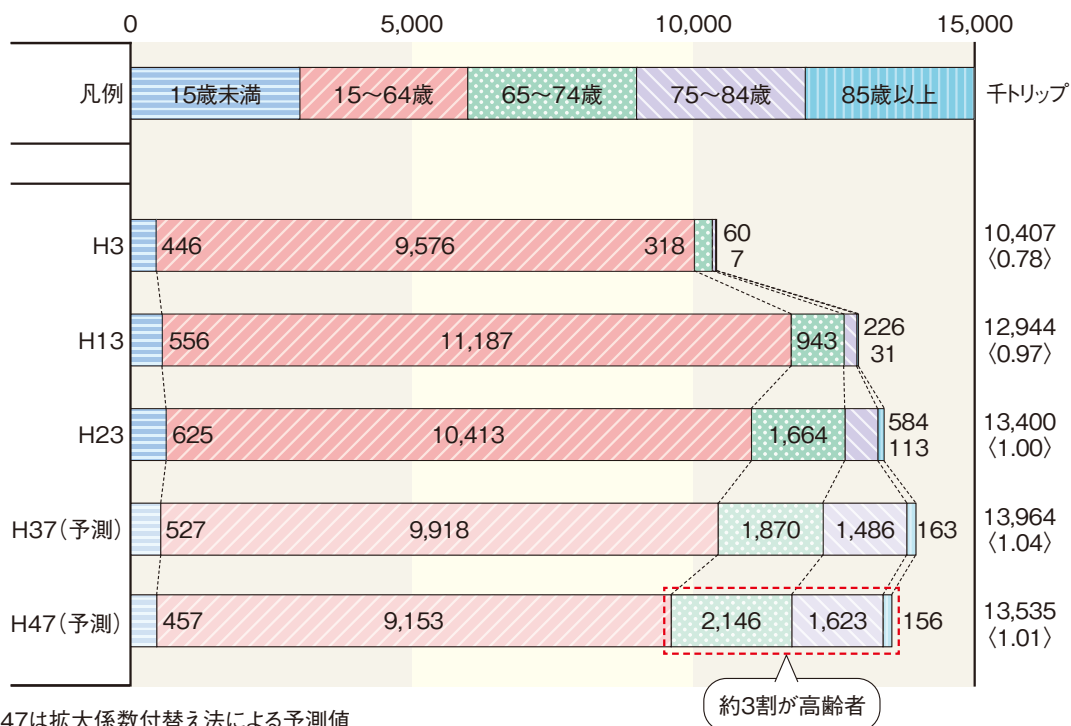 0 5,000 10,000 15,000
凡例 15歳未満 15～64歳 65～74歳 75～84歳 85歳以上 千トリップ
H3 446 9,576 318 60 7 10,407 〈0.78〉
H13 556 11,187 943 226 31 12,944 〈0.97〉
H23 625 10,413 1,664 584 113 13,400 〈1.00〉
H37（予測） 527 9,918 1,870 1,486 163 13,964 〈1.04〉
H47（予測） 457 9,153 2,146 1,623 156 13,535 〈1.01〉
約3割が高齢者
47は拡大係数付替え法による予測値